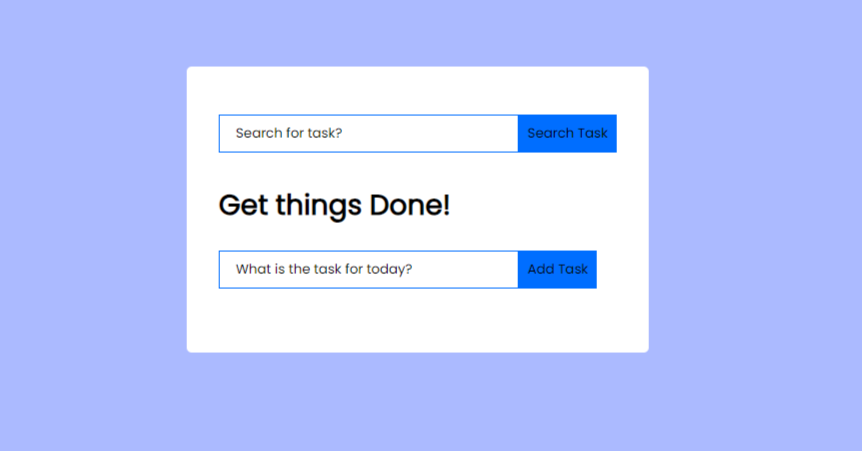 Search for task?
Search Task
Get things Done!
What is the task for today?
Add Task